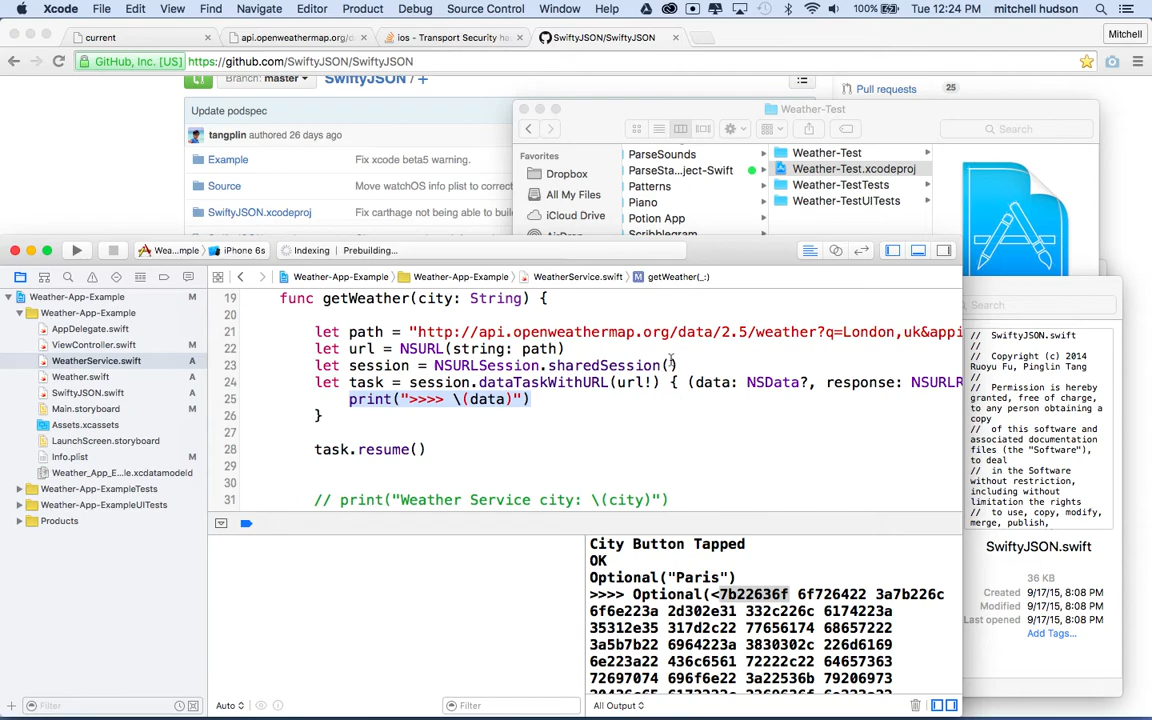 Xcode File Edit View Find Navigate Editor Product Debug Source Control Window Help 100% Tue 12:24 PM mitchell hudson
current
api.openweathermap.org/d
ios - Transport Security ha
SwiftyJSON/SwiftyJSON
Mitchell
GitHub, Inc. [US] https://github.com/SwiftyJSON/SwiftyJSON
Branch: master
SwiftyJSON / +
Pull requests 25
Update podspec
tangplin authored 26 days ago
Example Fix xcode beta5 warning.
Source Move watchOS info plist to correct
SwiftyJSON.xcodeproj Fix carthage not being able to buil
Weather-Test
Search
Favorites
Dropbox
All My Files
iCloud Drive
AirDrop
ParseSounds
ParseSta...ject-Swift
Patterns
Piano
Potion App
Scribblegram
Weather-Test
Weather-Test.xcodeproj
Weather-TestTests
Weather-TestUITests
Wea...mple iPhone 6s Indexing | Prebuilding...
Weather-App-Example Weather-App-Example WeatherService.swift M getWeather(_:)
Weather-App-Example M
Weather-App-Example
AppDelegate.swift
ViewController.swift A
WeatherService.swift A
Weather.swift A
SwiftyJSON.swift A
Main.storyboard M
Assets.xcassets
LaunchScreen.storyboard
Info.plist M
Weather_App_E...le.xcdatamodeld
Weather-App-ExampleTests
Weather-App-ExampleUITests
Products
Filter
19 func getWeather(city: String) {
20
21 let path = "http://api.openweathermap.org/data/2.5/weather?q=London,uk&appi
22 let url = NSURL(string: path)
23 let session = NSURLSession.sharedSession()
24 let task = session.dataTaskWithURL(url!) { (data: NSData?, response: NSURLR
25 print(">>>> \(data)")
26 }
27
28 task.resume()
29
30
31 // print("Weather Service city: \(city)")
Auto
Filter
City Button Tapped
OK
Optional("Paris")
>>>> Optional(<7b22636f 6f726422 3a7b226c
6f6e223a 2d302e31 332c226c 6174223a
35312e35 317d2c22 77656174 68657222
3a5b7b22 6964223a 3830302c 226d6169
6e223a22 436c6561 72222c22 64657363
72697074 696f6e22 3a22536b 79206973
All Output
Search
// SwiftyJSON.swift
//
// Copyright (c) 2014
Ruoyu Fu, Pinglin Tang
//
// Permission is hereby
granted, free of charge,
to any person obtaining a
copy
// of this software and
associated documentation
files (the "Software"),
to deal
// in the Software
without restriction,
including without
limitation the rights
// to use, copy, modify,
merge, publish,
SwiftyJSON.swift
36 KB
Created 9/17/15, 8:08 PM
Modified 9/17/15, 8:08 PM
Last opened 9/17/15, 8:08 PM
Add Tags...